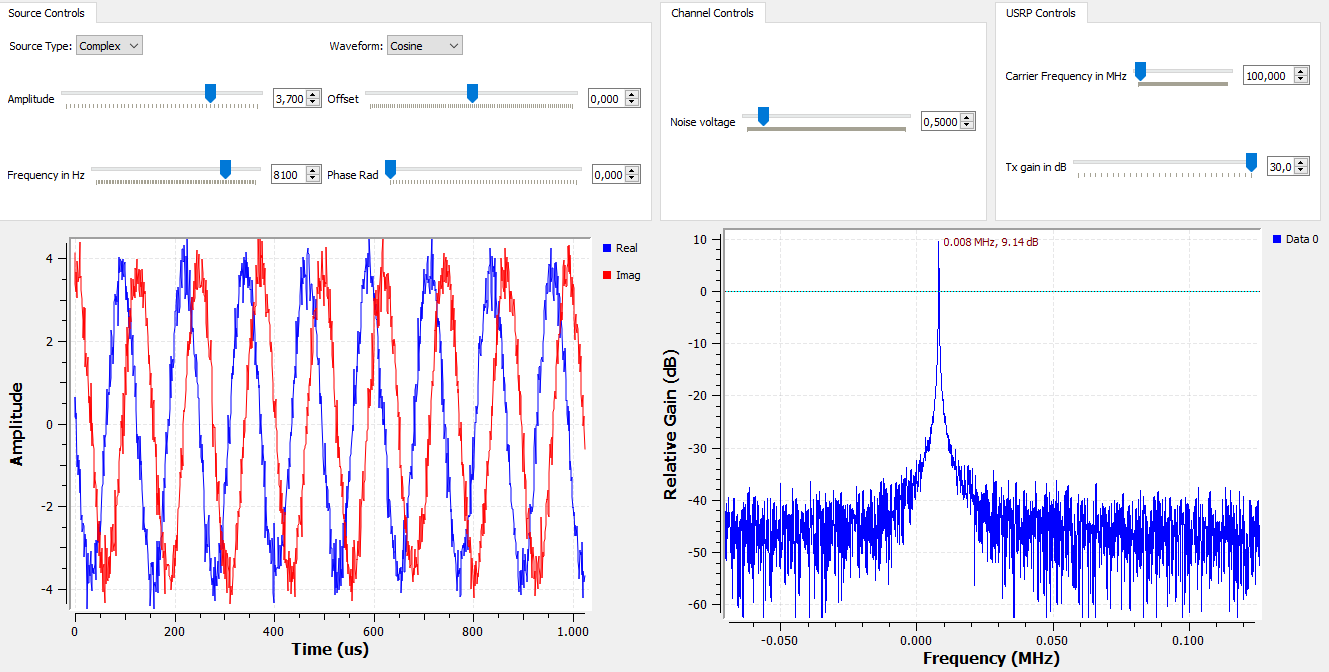 Source Controls
Channel Controls
USRP Controls
Source Type: Complex
Waveform: Cosine
Amplitude
3,700
Offset
0,000
Noise voltage
0,5000
Carrier Frequency in MHz
100,000
Frequency in Hz
8100
Phase Rad
0,000
Tx gain in dB
30,0
4
2
0
-2
-4
Amplitude
0
200
400
600
800
1.000
Time (us)
Real
Imag
10
0
-10
-20
-30
-40
-50
-60
Relative Gain (dB)
0.008 MHz, 9.14 dB
-0.050
0.000
0.050
0.100
Frequency (MHz)
Data 0